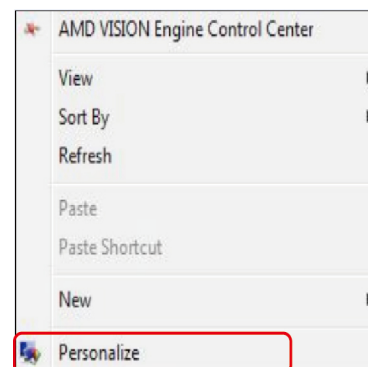 AMD VISION Engine Control Center
View
Sort By
Refresh
Paste
Paste Shortcut
New
Personalize